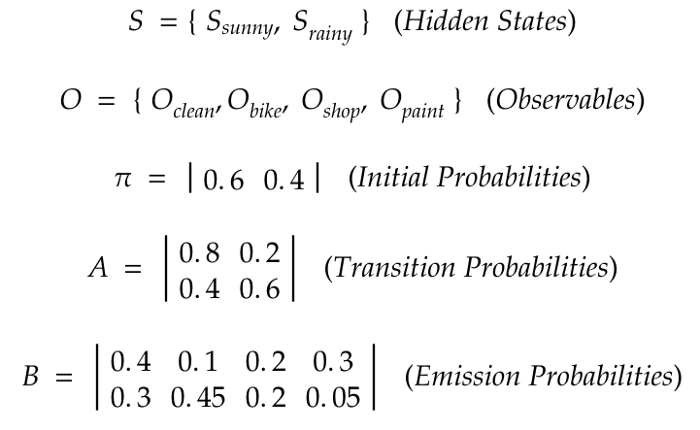 S = { S_sunny, S_rainy } (Hidden States)
O = { O_clean, O_bike, O_shop, O_paint } (Observables)
π = | 0.6 0.4 | (Initial Probabilities)
A = | 0.8 0.2 | (Transition Probabilities)
| 0.4 0.6 |
B = | 0.4 0.1 0.2 0.3 | (Emission Probabilities)
| 0.3 0.45 0.2 0.05 |